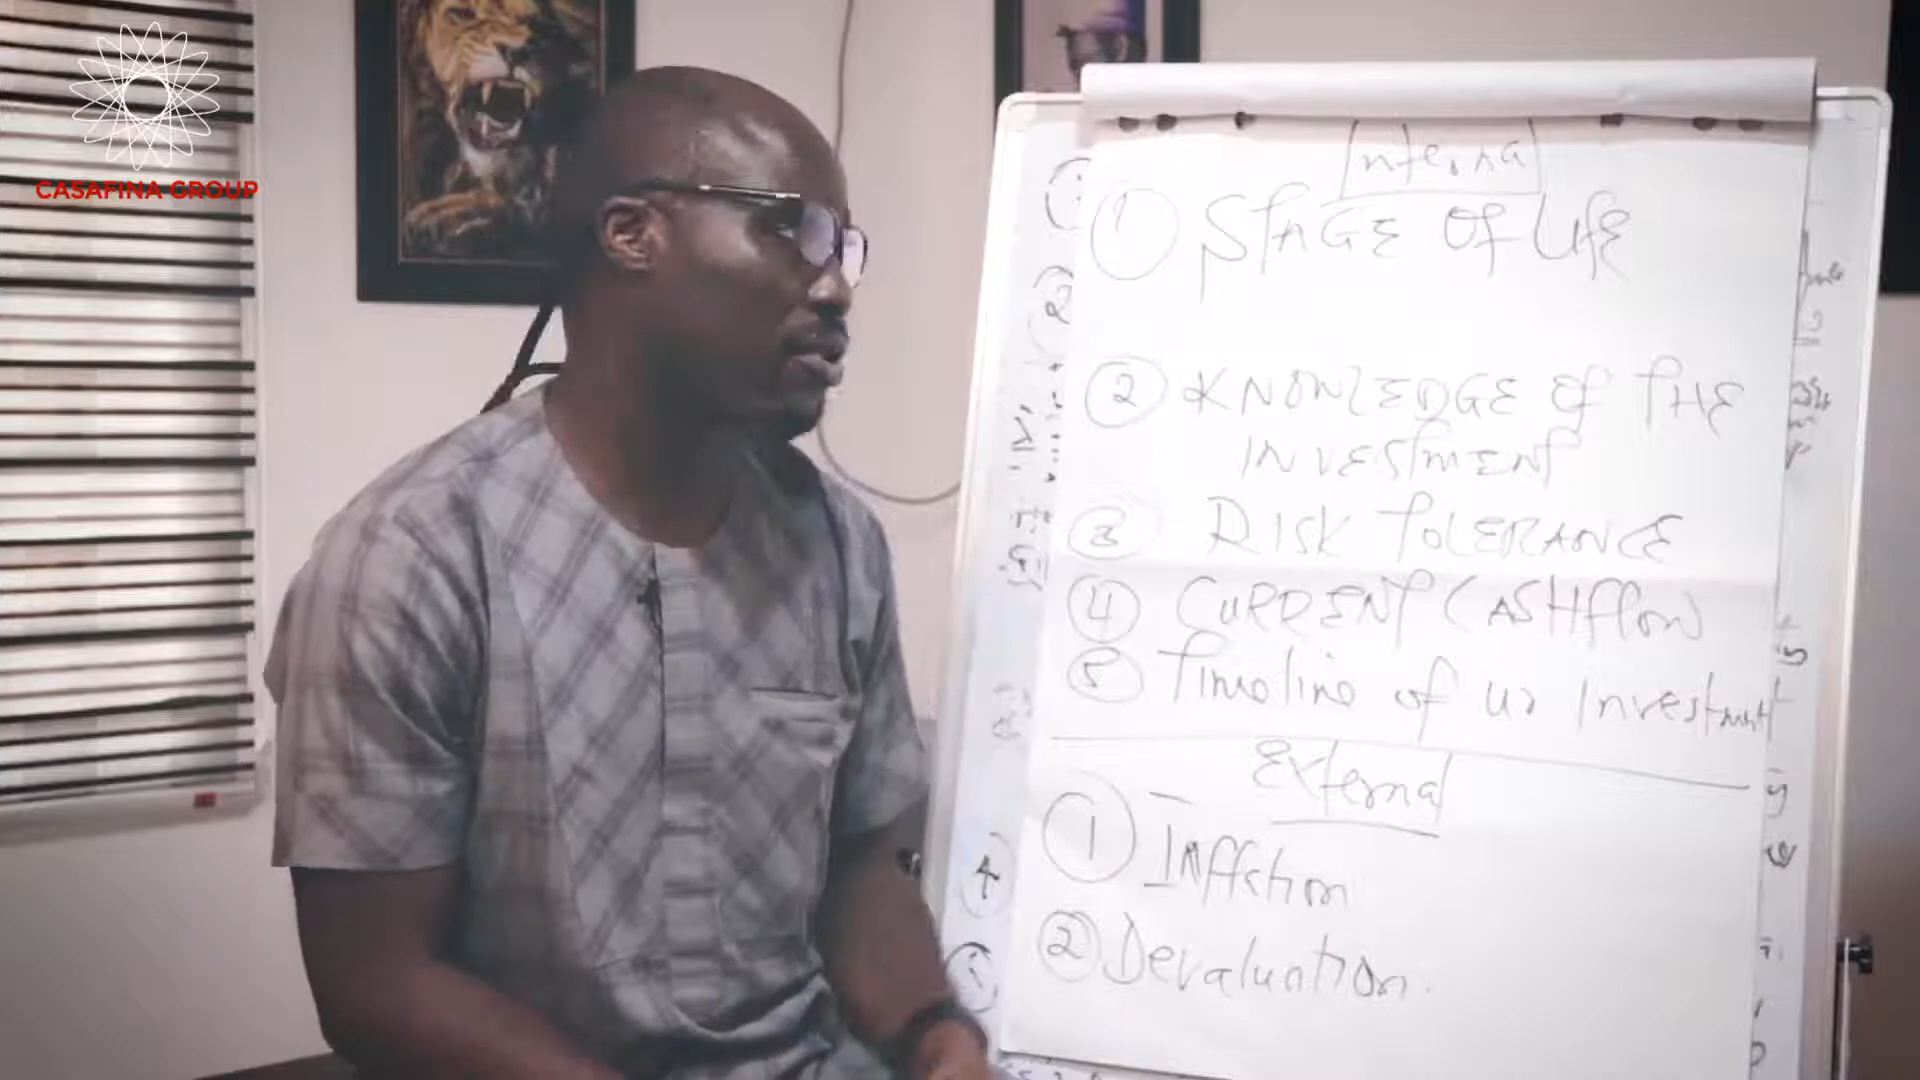 CASAFINA GROUP
Interna
1 STAGE OF LIFE
2 KNOWLEDGE OF THE
INVESTMENT
3 RISK TOLERANCE
4 CURRENT CASHflow
5 Timeline of ur Investment
External
1 Inflation
2 Devaluation.